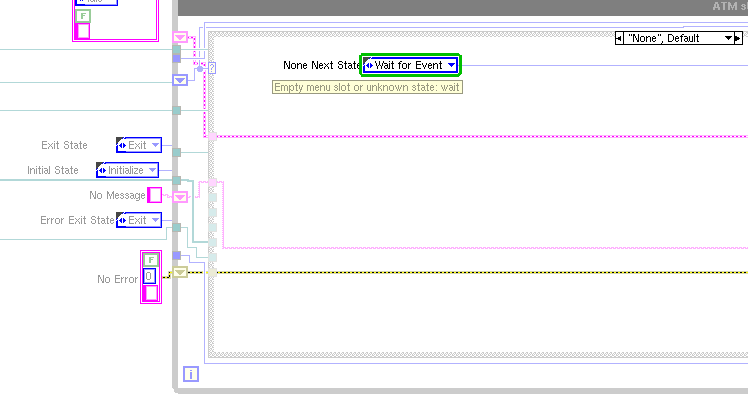 ATM s
F
"None", Default
None Next State
Wait for Event
?
Empty menu slot or unknown state: wait
Exit State
Exit
Initial State
Initialize
No Message
Error Exit State
Exit
No Error
F
0
i